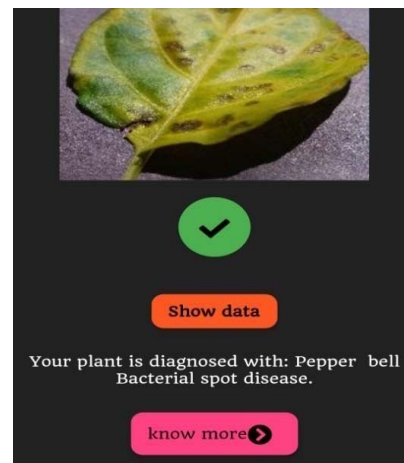 Show data
Your plant is diagnosed with: Pepper bell
Bacterial spot disease.
know more